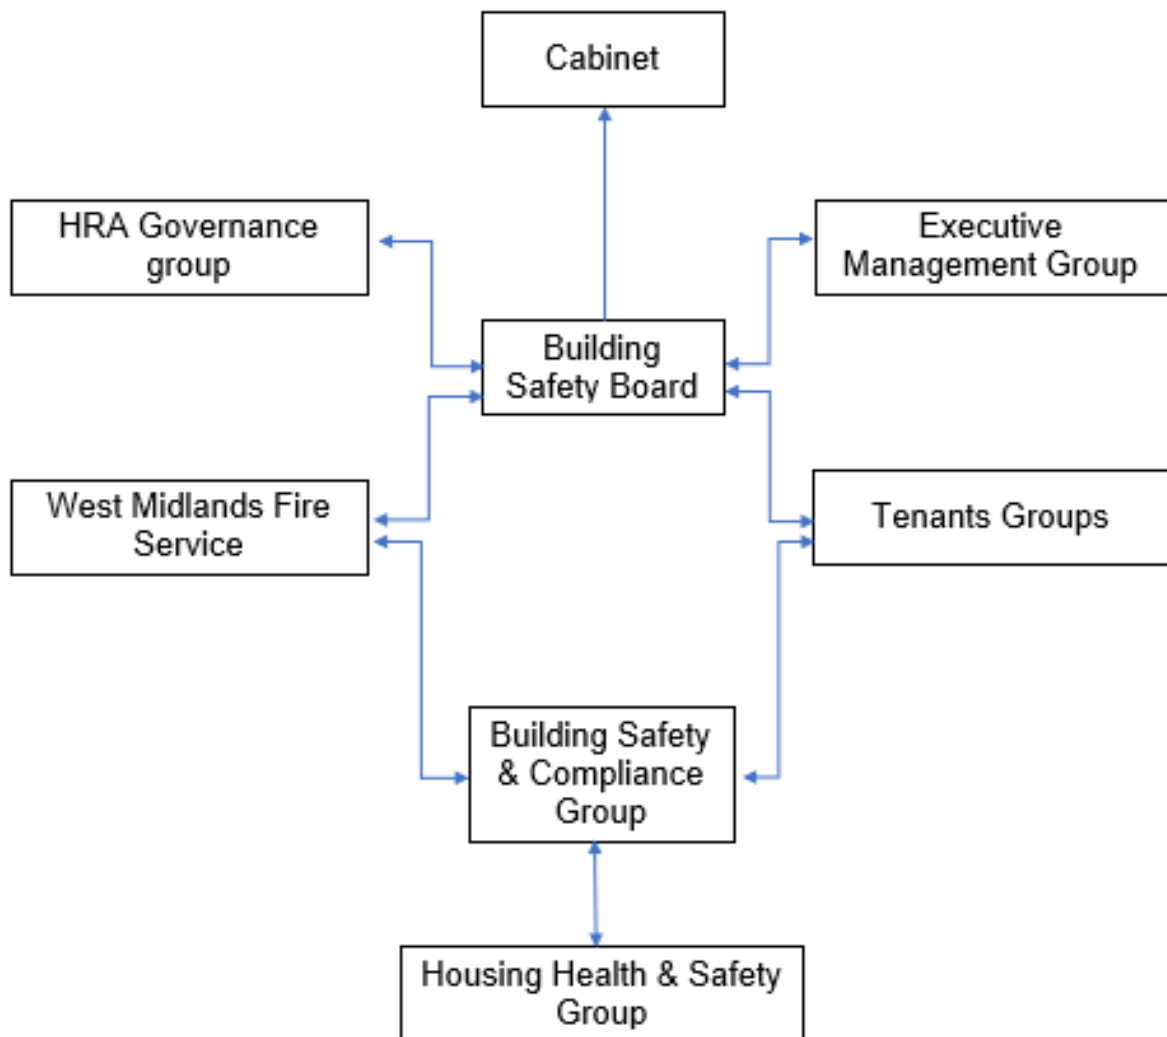 Cabinet
HRA Governance
group
Executive
Management Group
Building
Safety Board
West Midlands Fire
Service
Tenants Groups
Building Safety
& Compliance
Group
Housing Health & Safety
Group